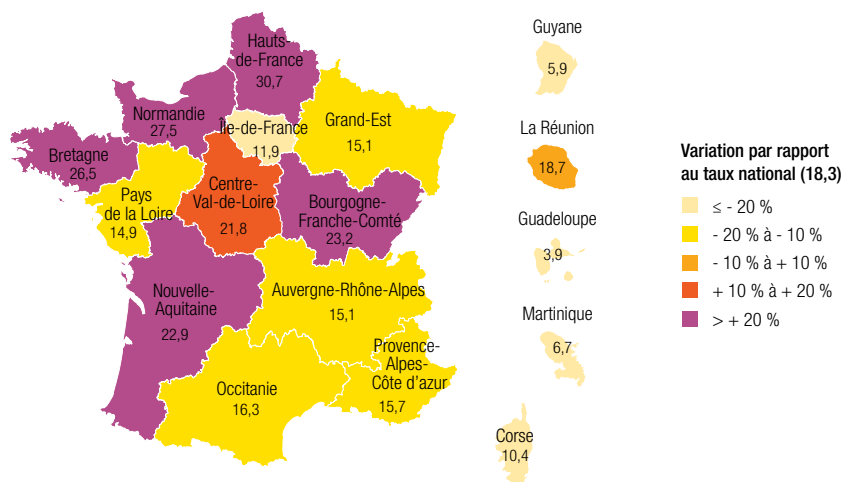 Hauts-
de-France
30,7
Normandie
27,5
Île-de-France
11,9
Grand-Est
15,1
Bretagne
26,5
Pays
de la Loire
14,9
Centre-
Val-de-Loire
21,8
Bourgogne-
Franche-Comté
23,2
Nouvelle-
Aquitaine
22,9
Auvergne-Rhône-Alpes
15,1
Provence-
Alpes-
Côte d'azur
15,7
Occitanie
16,3
Guyane
5,9
La Réunion
18,7
Guadeloupe
3,9
Martinique
6,7
Corse
10,4
Variation par rapport
au taux national (18,3)
≤ - 20 %
- 20 % à - 10 %
- 10 % à + 10 %
+ 10 % à + 20 %
> + 20 %